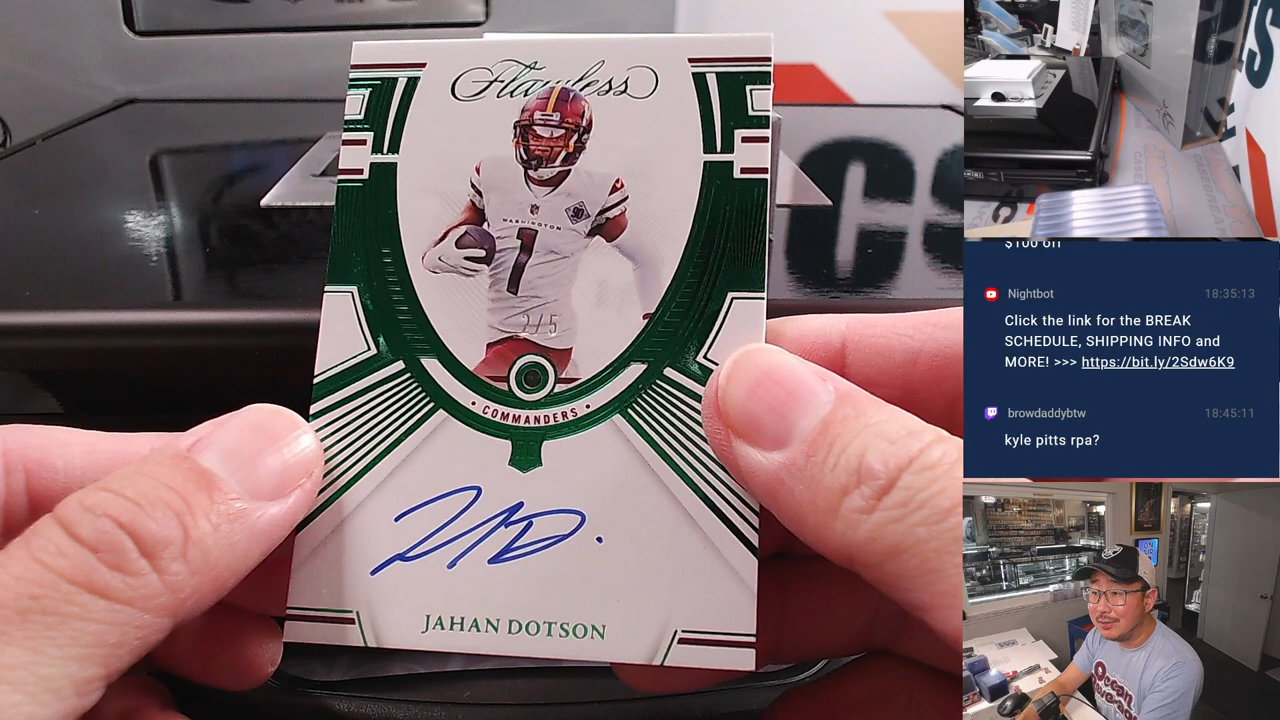 Flawless
WASHINGTON
1
2/5
• COMMANDERS •
JAHAN DOTSON
CS
$100 off
Nightbot 18:35:13
Click the link for the BREAK
SCHEDULE, SHIPPING INFO and
MORE! >>> https://bit.ly/2Sdw6K9
browdaddybtw 18:45:11
kyle pitts rpa?